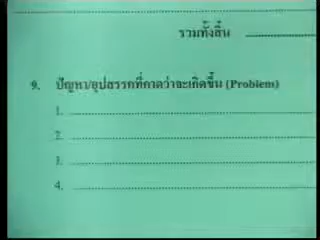 รวมทั้งสิ้น ....................
9. ปัญหา/อุปสรรคที่คาดว่าจะเกิดขึ้น (Problem)
1. ................................................................
2. ................................................................
3. ................................................................
4. ................................................................